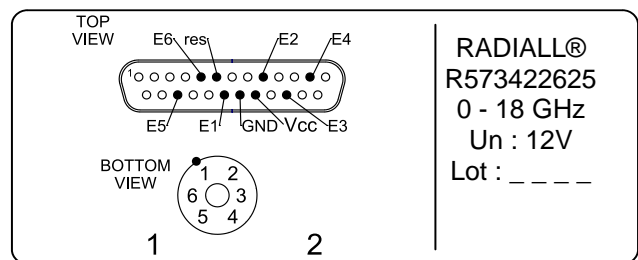 TOP
VIEW
E6 res E2 E4
1
E5 E1 GND Vcc E3
BOTTOM
VIEW
1 2
6 3
5 4
1 2
RADIALL®
R573422625
0 - 18 GHz
Un : 12V
Lot : _ _ _ _